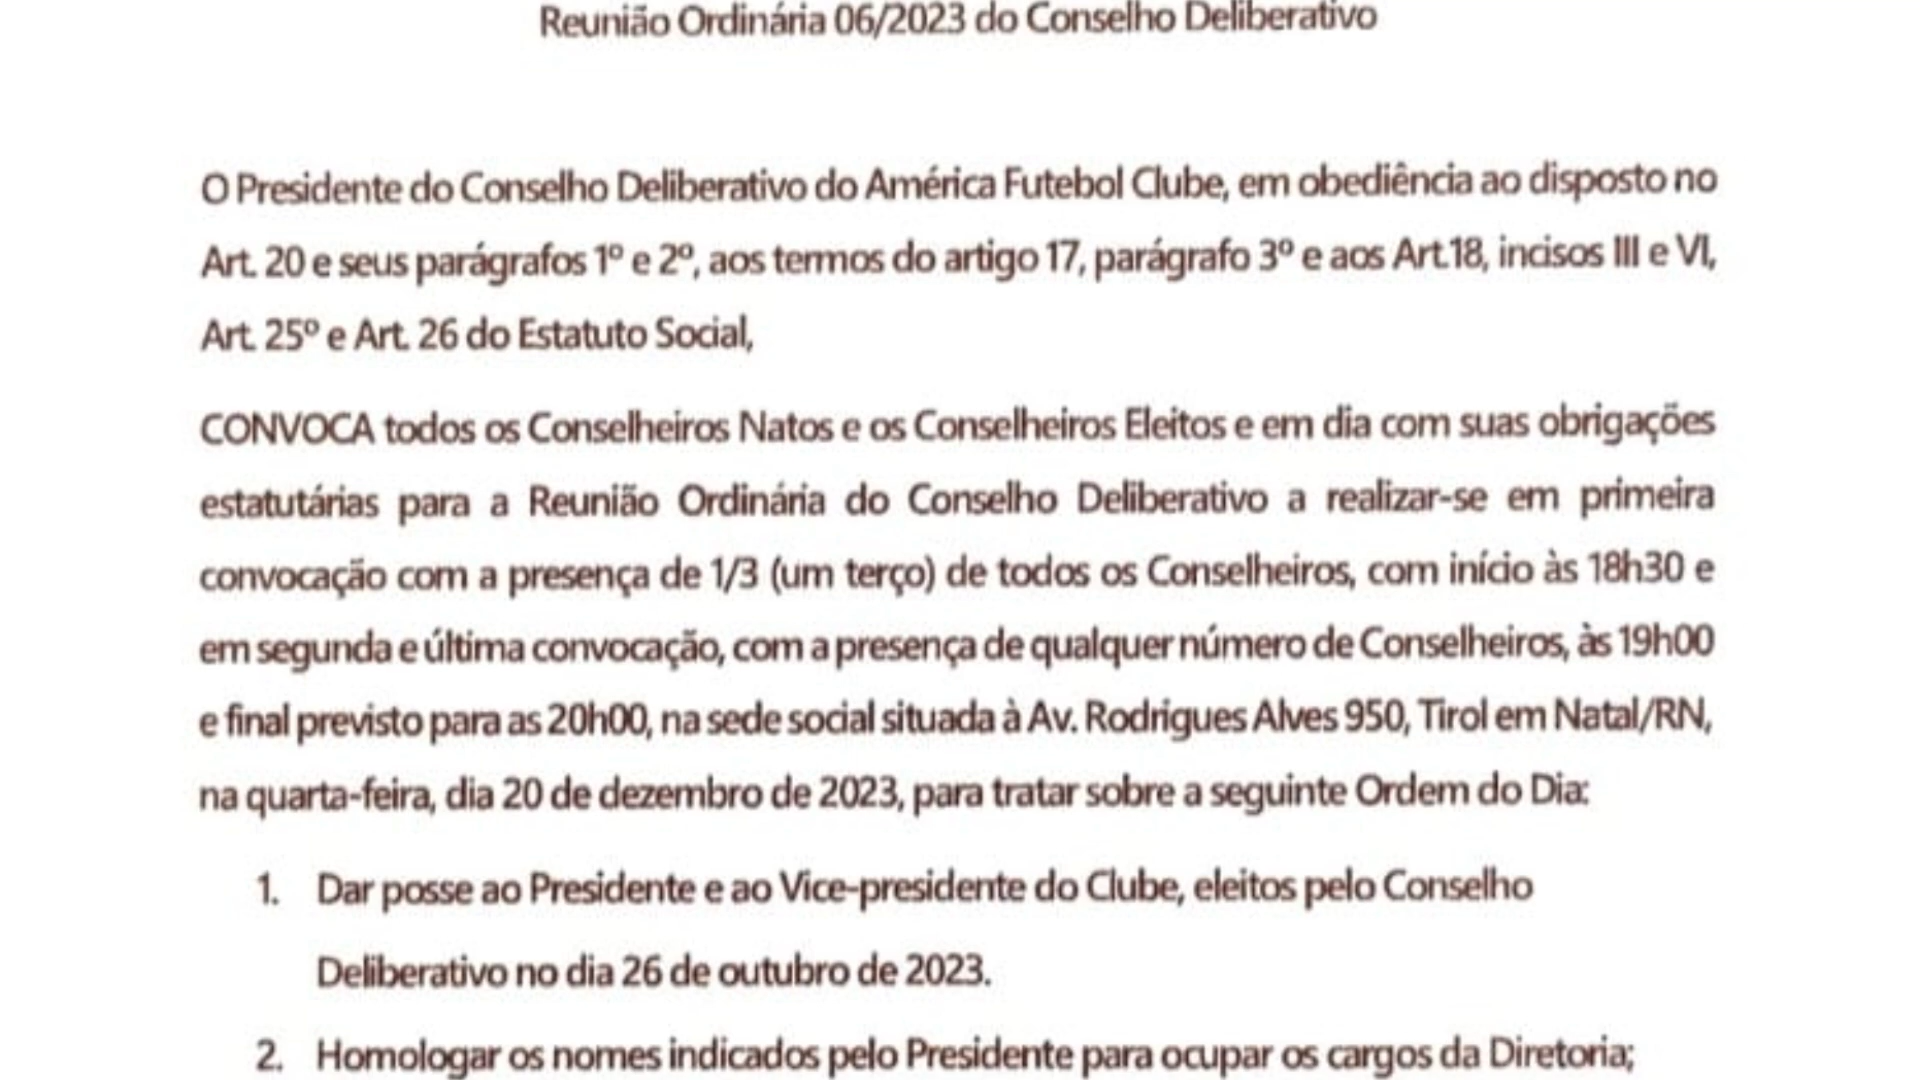 Reunião Ordinária 06/2023 do Conselho Deliberativo
O Presidente do Conselho Deliberativo do América Futebol Clube, em obediência ao disposto no
Art. 20 e seus parágrafos 1º e 2º, aos termos do artigo 17, parágrafo 3º e aos Art.18, incisos III e VI,
Art. 25º e Art. 26 do Estatuto Social,
CONVOCA todos os Conselheiros Natos e os Conselheiros Eleitos e em dia com suas obrigações
estatutárias para a Reunião Ordinária do Conselho Deliberativo a realizar-se em primeira
convocação com a presença de 1/3 (um terço) de todos os Conselheiros, com início às 18h30 e
em segunda e última convocação, com a presença de qualquer número de Conselheiros, às 19h00
e final previsto para as 20h00, na sede social situada à Av. Rodrigues Alves 950, Tirol em Natal/RN,
na quarta-feira, dia 20 de dezembro de 2023, para tratar sobre a seguinte Ordem do Dia:
1. Dar posse ao Presidente e ao Vice-presidente do Clube, eleitos pelo Conselho
Deliberativo no dia 26 de outubro de 2023.
2. Homologar os nomes indicados pelo Presidente para ocupar os cargos da Diretoria;